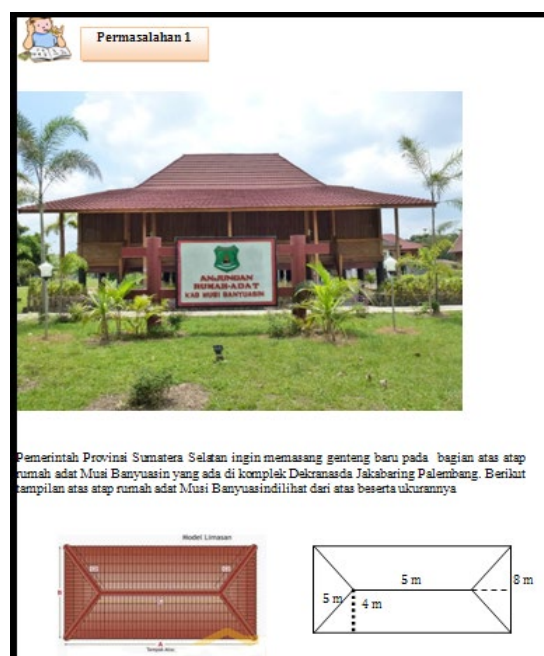 Permasalahan 1
ANJUNGAN
RUMAH-ADAT
KAB MUSI BANYUASIN
Pemerintah Provinsi Sumatera Selatan ingin memasang genteng baru pada bagian atas atap
rumah adat Musi Banyuasin yang ada di komplek Dekranasda Jakabaring Palembang. Berikut
tampilan atas atap rumah adat Musi Banyuasindilihat dari atas beserta ukurannya
Model Limasan
B
A
Tampak Atas
5 m
8 m
5 m
4 m